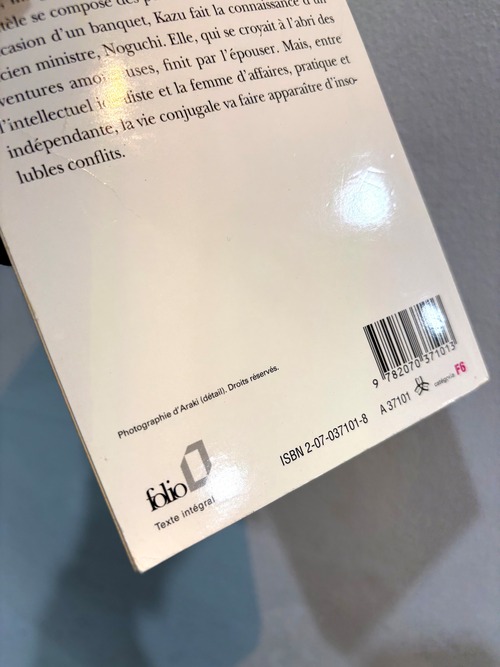 tèle se compose des
casion d'un banquet, Kazu fait la connaissance d'un
cien ministre, Noguchi. Elle, qui se croyait à l'abri des
ventures amoureuses, finit par l'épouser. Mais, entre
l'intellectuel idéaliste et la femme d'affaires, pratique et
indépendante, la vie conjugale va faire apparaître d'inso-
lubles conflits.
9 782070 371013
Photographie d'Araki (détail). Droits réservés.
ISBN 2-07-037101-8 A 37101 catégorie F6
folio
Texte intégral